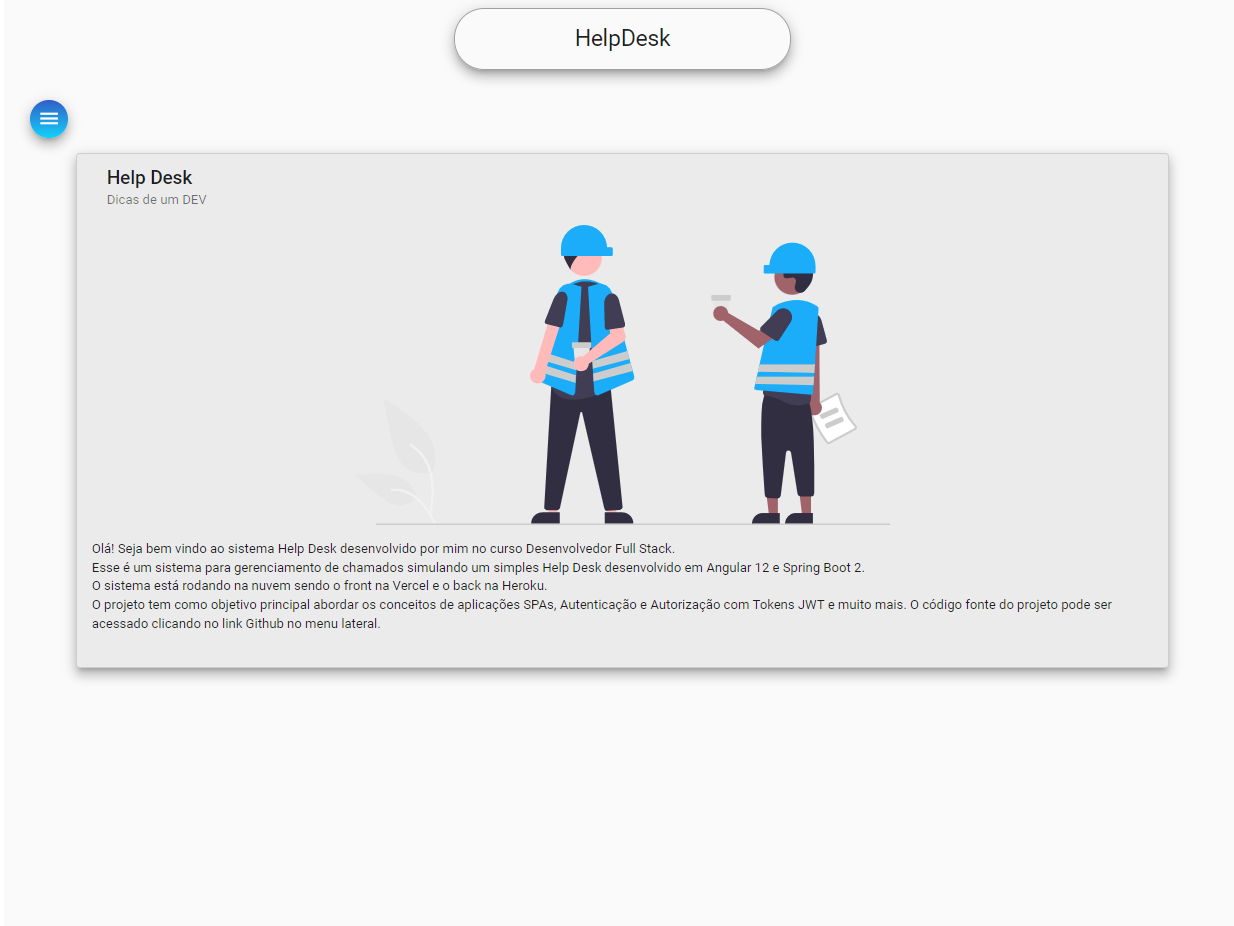 HelpDesk
Help Desk
Dicas de um DEV
Olá! Seja bem vindo ao sistema Help Desk desenvolvido por mim no curso Desenvolvedor Full Stack.
Esse é um sistema para gerenciamento de chamados simulando um simples Help Desk desenvolvido em Angular 12 e Spring Boot 2.
O sistema está rodando na nuvem sendo o front na Vercel e o back na Heroku.
O projeto tem como objetivo principal abordar os conceitos de aplicações SPAs, Autenticação e Autorização com Tokens JWT e muito mais. O código fonte do projeto pode ser
acessado clicando no link Github no menu lateral.